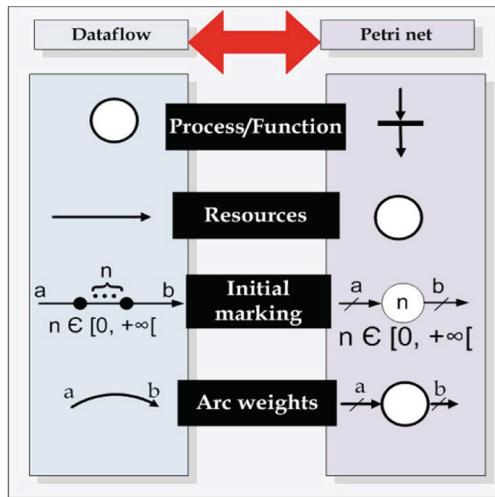 Dataflow
Petri net
Process/Function
Resources
a n b
n Є [0, +∞[
Initial
marking
a n b
n Є [0, +∞[
a b
Arc weights
a b